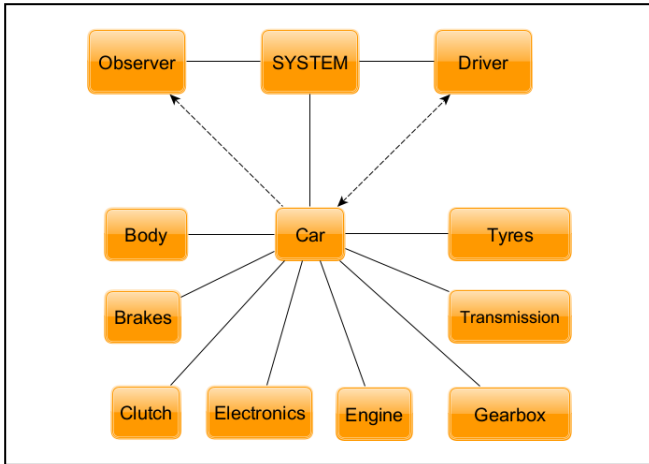 Observer
SYSTEM
Driver
Body
Car
Tyres
Brakes
Transmission
Clutch
Electronics
Engine
Gearbox